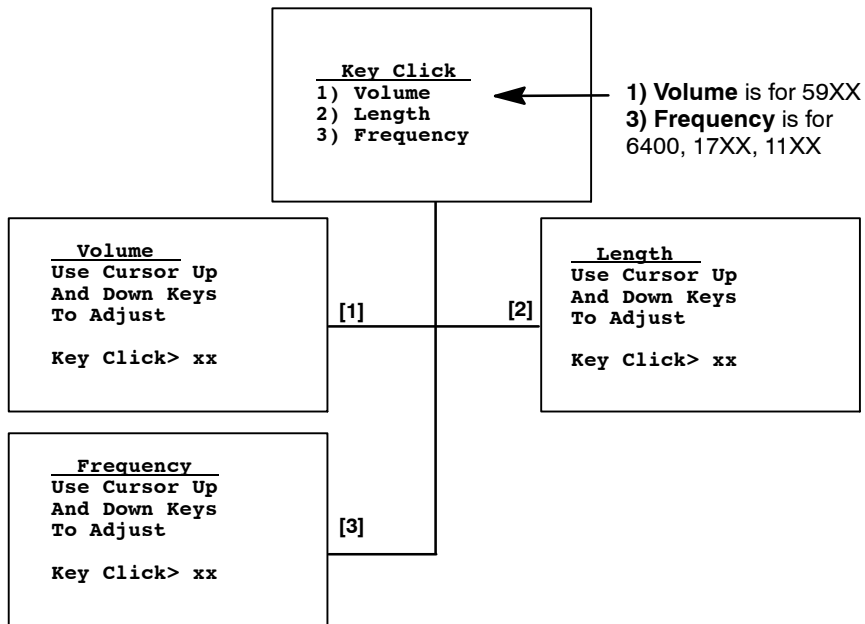 Key Click
1) Volume
2) Length
3) Frequency
1) Volume is for 59XX
3) Frequency is for
6400, 17XX, 11XX
Volume
Use Cursor Up
And Down Keys
To Adjust
Key Click> xx
[1]
[2]
Length
Use Cursor Up
And Down Keys
To Adjust
Key Click> xx
Frequency
Use Cursor Up
And Down Keys
To Adjust
Key Click> xx
[3]